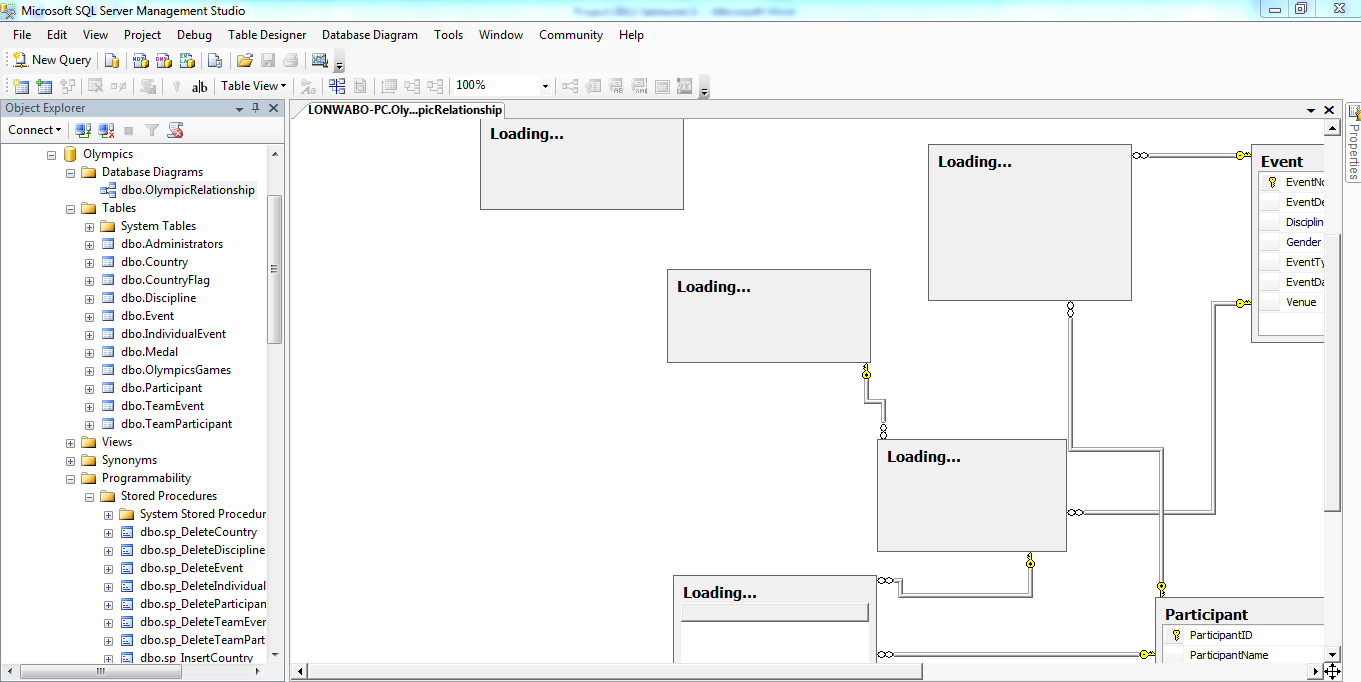 Microsoft SQL Server Management Studio
File Edit View Project Debug Table Designer Database Diagram Tools Window Community Help
New Query
ab Table View 100%
Object Explorer
Connect
Olympics
Database Diagrams
dbo.OlympicRelationship
Tables
System Tables
dbo.Administrators
dbo.Country
dbo.CountryFlag
dbo.Discipline
dbo.Event
dbo.IndividualEvent
dbo.Medal
dbo.OlympicsGames
dbo.Participant
dbo.TeamEvent
dbo.TeamParticipant
Views
Synonyms
Programmability
Stored Procedures
System Stored Procedur
dbo.sp_DeleteCountry
dbo.sp_DeleteDiscipline
dbo.sp_DeleteEvent
dbo.sp_DeleteIndividual
dbo.sp_DeleteParticipan
dbo.sp_DeleteTeamEver
dbo.sp_DeleteTeamPart
dbo.sp_InsertCountry
LONWABO-PC.Oly...picRelationship
Loading...
Loading...
Loading...
Loading...
Loading...
Event
EventNo
EventDe
Disciplin
Gender
EventTy
EventDa
Venue
Participant
ParticipantID
ParticipantName
Properties